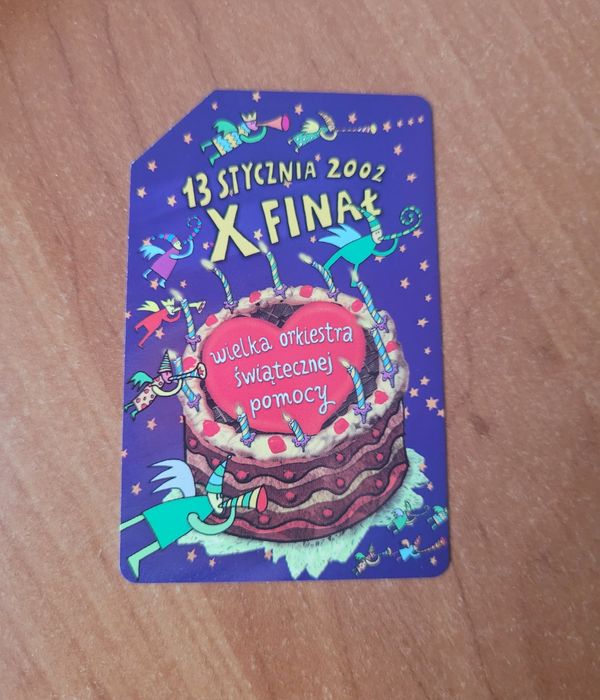 13 STYCZNIA 2002
X FINAŁ
wielka orkiestra
świątecznej
pomocy